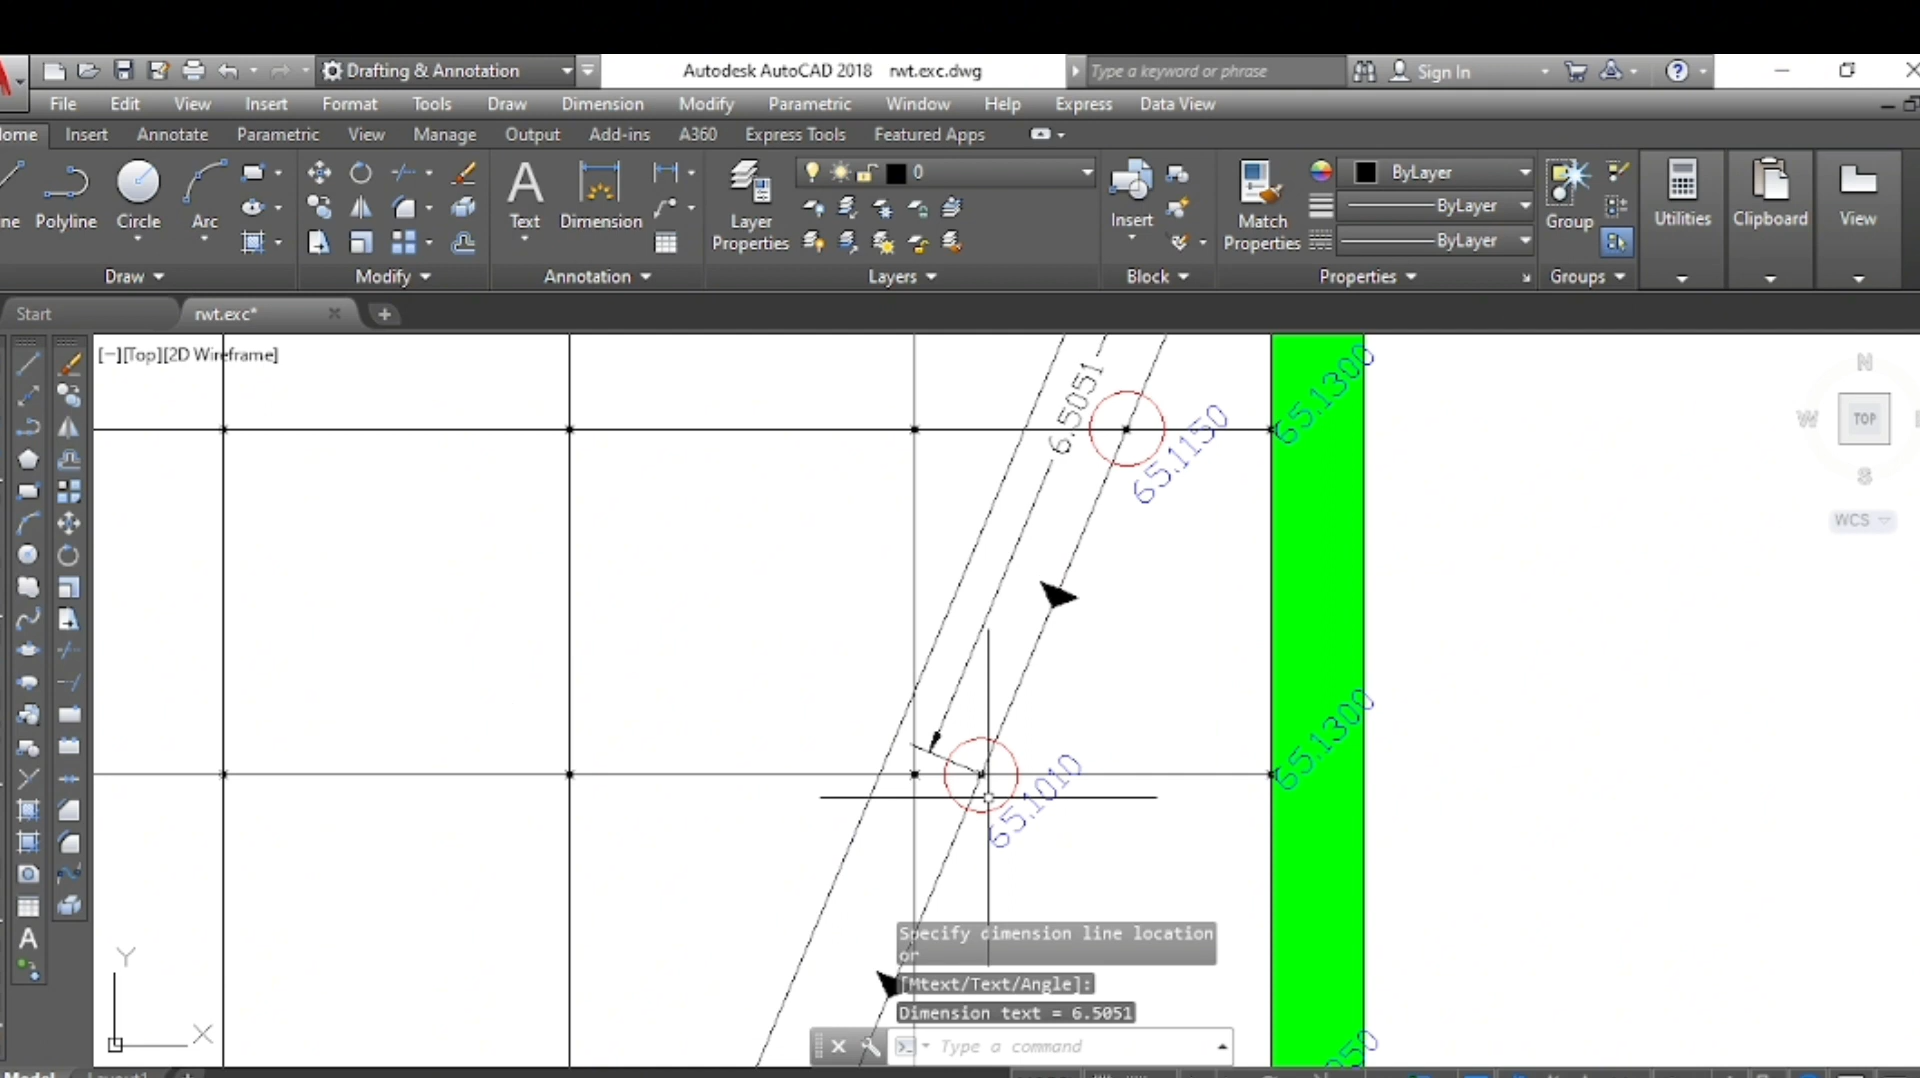 Drafting & Annotation
Autodesk AutoCAD 2018 rwt.exc.dwg
Type a keyword or phrase
Sign In
File Edit View Insert Format Tools Draw Dimension Modify Parametric Window Help Express Data View
Insert Annotate Parametric View Manage Output Add-ins A360 Express Tools Featured Apps
0
ByLayer
Polyline
Circle
Arc
Text
Dimension
Layer
Properties
Insert
Match
Properties
ByLayer
ByLayer
Group
Utilities
Clipboard
View
Draw
Modify
Annotation
Layers
Block
Properties
Groups
Start
rwt.exc*
[−][Top][2D Wireframe]
6.5051
65.1150
65.1300
N
W
TOP
S
WCS
65.1300
65.1010
Specify dimension line location
or
[Mtext/Text/Angle]:
Dimension text = 6.5051
Type a command
Y
X
A